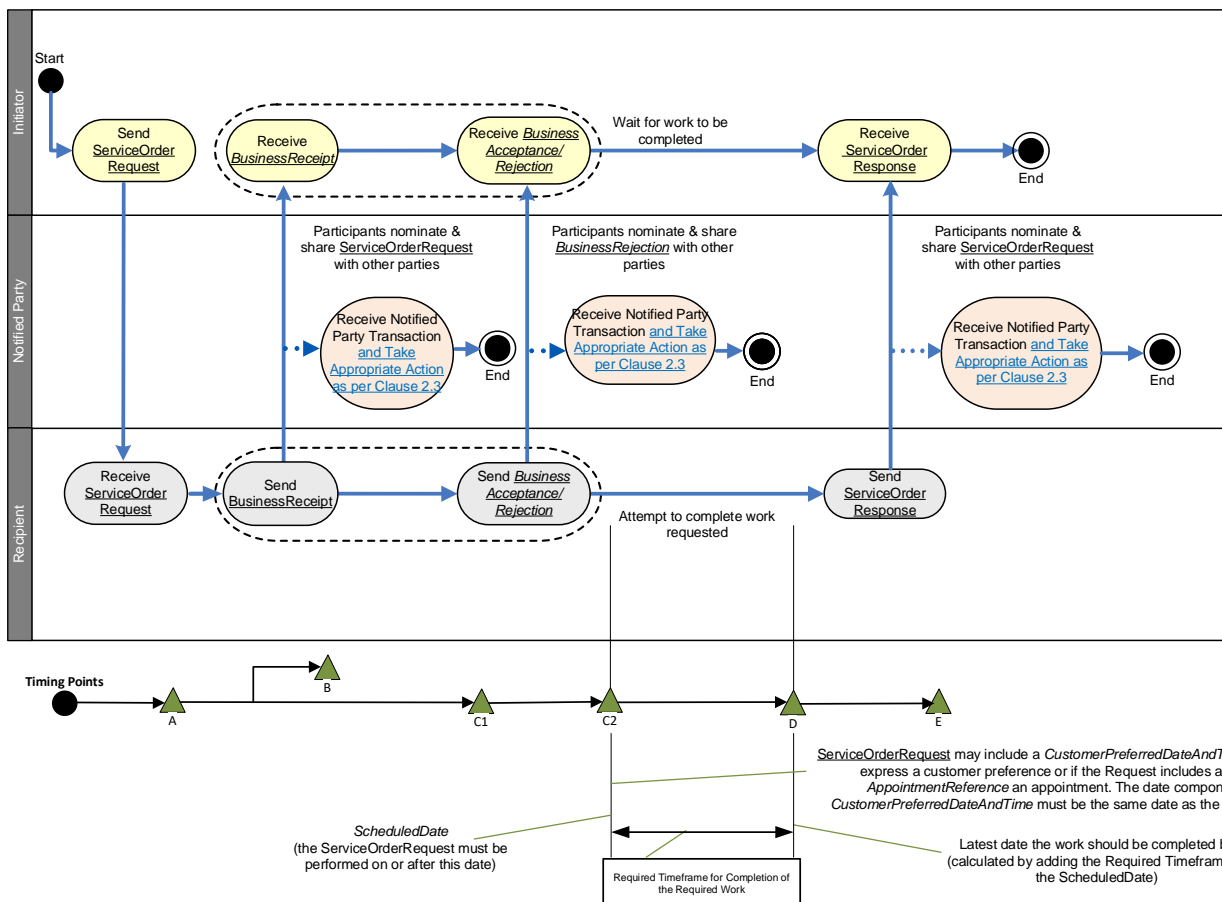 Initiator
Start
Send
ServiceOrder
Request
Receive
BusinessReceipt
Receive Business
Acceptance/
Rejection
Wait for work to be
completed
Receive
ServiceOrder
Response
End
Notified Party
Participants nominate &
share ServiceOrderRequest
with other parties
Participants nominate & share
BusinessRejection with other
parties
Participants nominate &
share ServiceOrderRequest
with other parties
Receive Notified
Party Transaction
and Take
Appropriate Action
as per Clause 2.3
End
Receive Notified Party
Transaction and Take
Appropriate Action as
per Clause 2.3
End
Receive Notified Party
Transaction and Take
Appropriate Action as
per Clause 2.3
End
Recipient
Receive
ServiceOrder
Request
Send
BusinessReceipt
Send Business
Acceptance/
Rejection
Attempt to complete work
requested
Send
ServiceOrder
Response
Timing Points
A
B
C1
C2
D
E
ServiceOrderRequest may include a CustomerPreferredDateAndT
express a customer preference or if the Request includes a
AppointmentReference an appointment. The date compon
CustomerPreferredDateAndTime must be the same date as the
ScheduledDate
(the ServiceOrderRequest must be
performed on or after this date)
Latest date the work should be completed b
(calculated by adding the Required Timefram
the ScheduledDate)
Required Timeframe for Completion of
the Required Work